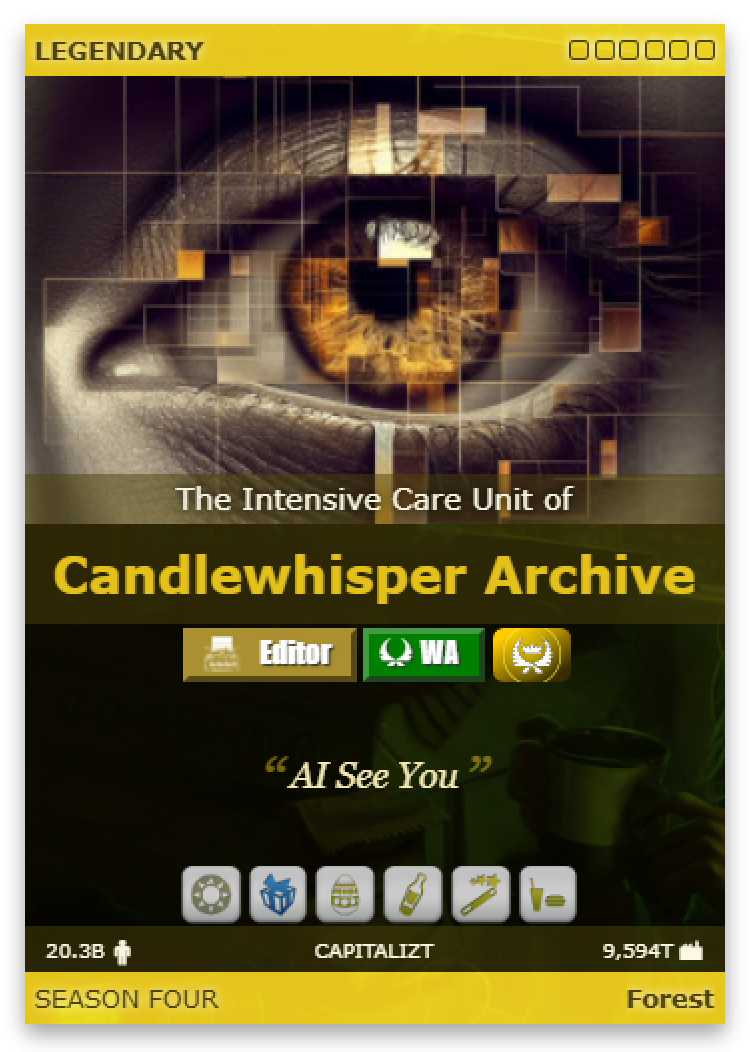 LEGENDARY
The Intensive Care Unit of
Candlewhisper Archive
Editor WA
“AI See You”
20.3B CAPITALIZT 9,594T
SEASON FOUR Forest